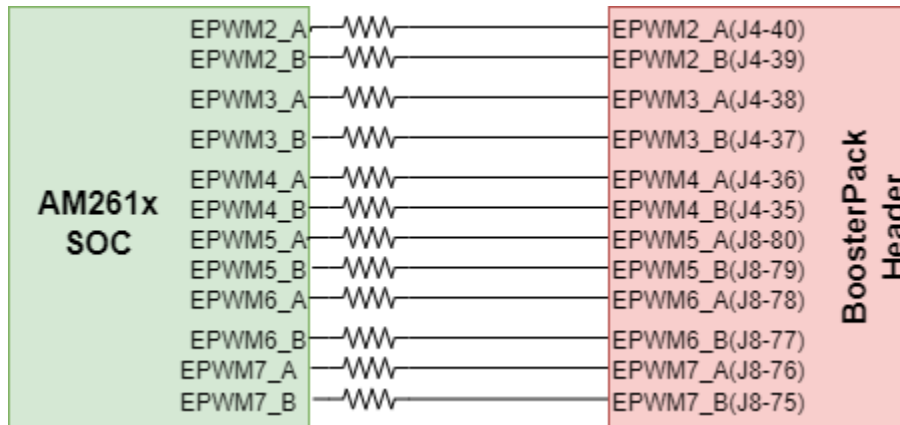 AM261x
SOC
EPWM2_A
EPWM2_B
EPWM3_A
EPWM3_B
EPWM4_A
EPWM4_B
EPWM5_A
EPWM5_B
EPWM6_A
EPWM6_B
EPWM7_A
EPWM7_B
EPWM2_A(J4-40)
EPWM2_B(J4-39)
EPWM3_A(J4-38)
EPWM3_B(J4-37)
EPWM4_A(J4-36)
EPWM4_B(J4-35)
EPWM5_A(J8-80)
EPWM5_B(J8-79)
EPWM6_A(J8-78)
EPWM6_B(J8-77)
EPWM7_A(J8-76)
EPWM7_B(J8-75)
BoosterPack
Header